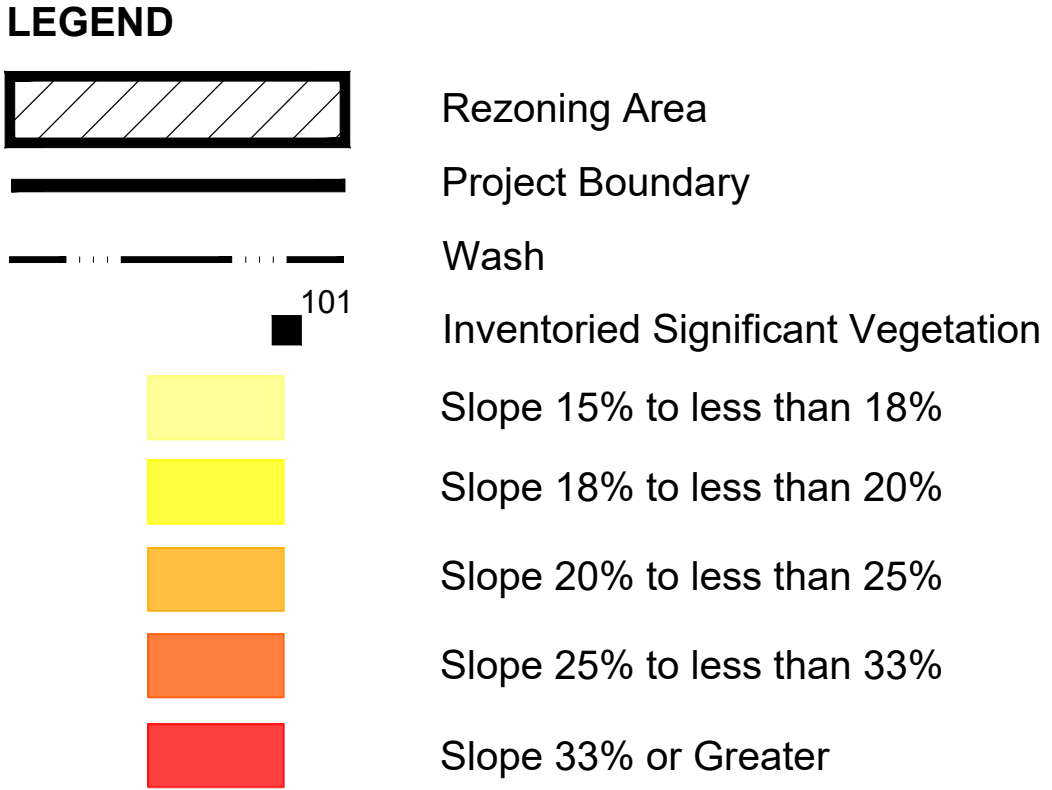 LEGEND
Rezoning Area
Project Boundary
Wash
101
Inventoried Significant Vegetation
Slope 15% to less than 18%
Slope 18% to less than 20%
Slope 20% to less than 25%
Slope 25% to less than 33%
Slope 33% or Greater